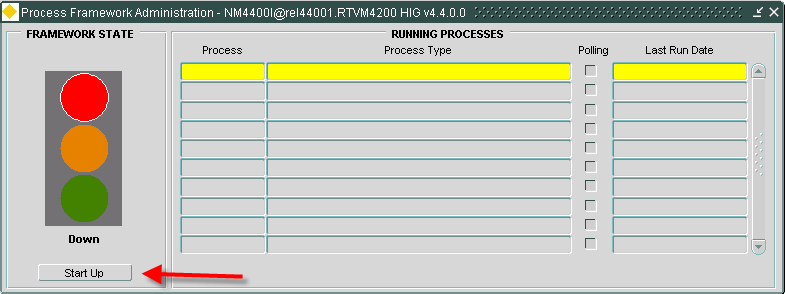 Process Framework Administration - NM4400I@rel44001.RTVM4200 HIG v4.4.0.0
FRAMEWORK STATE
Down
Start Up
RUNNING PROCESSES
Process Process Type Polling Last Run Date